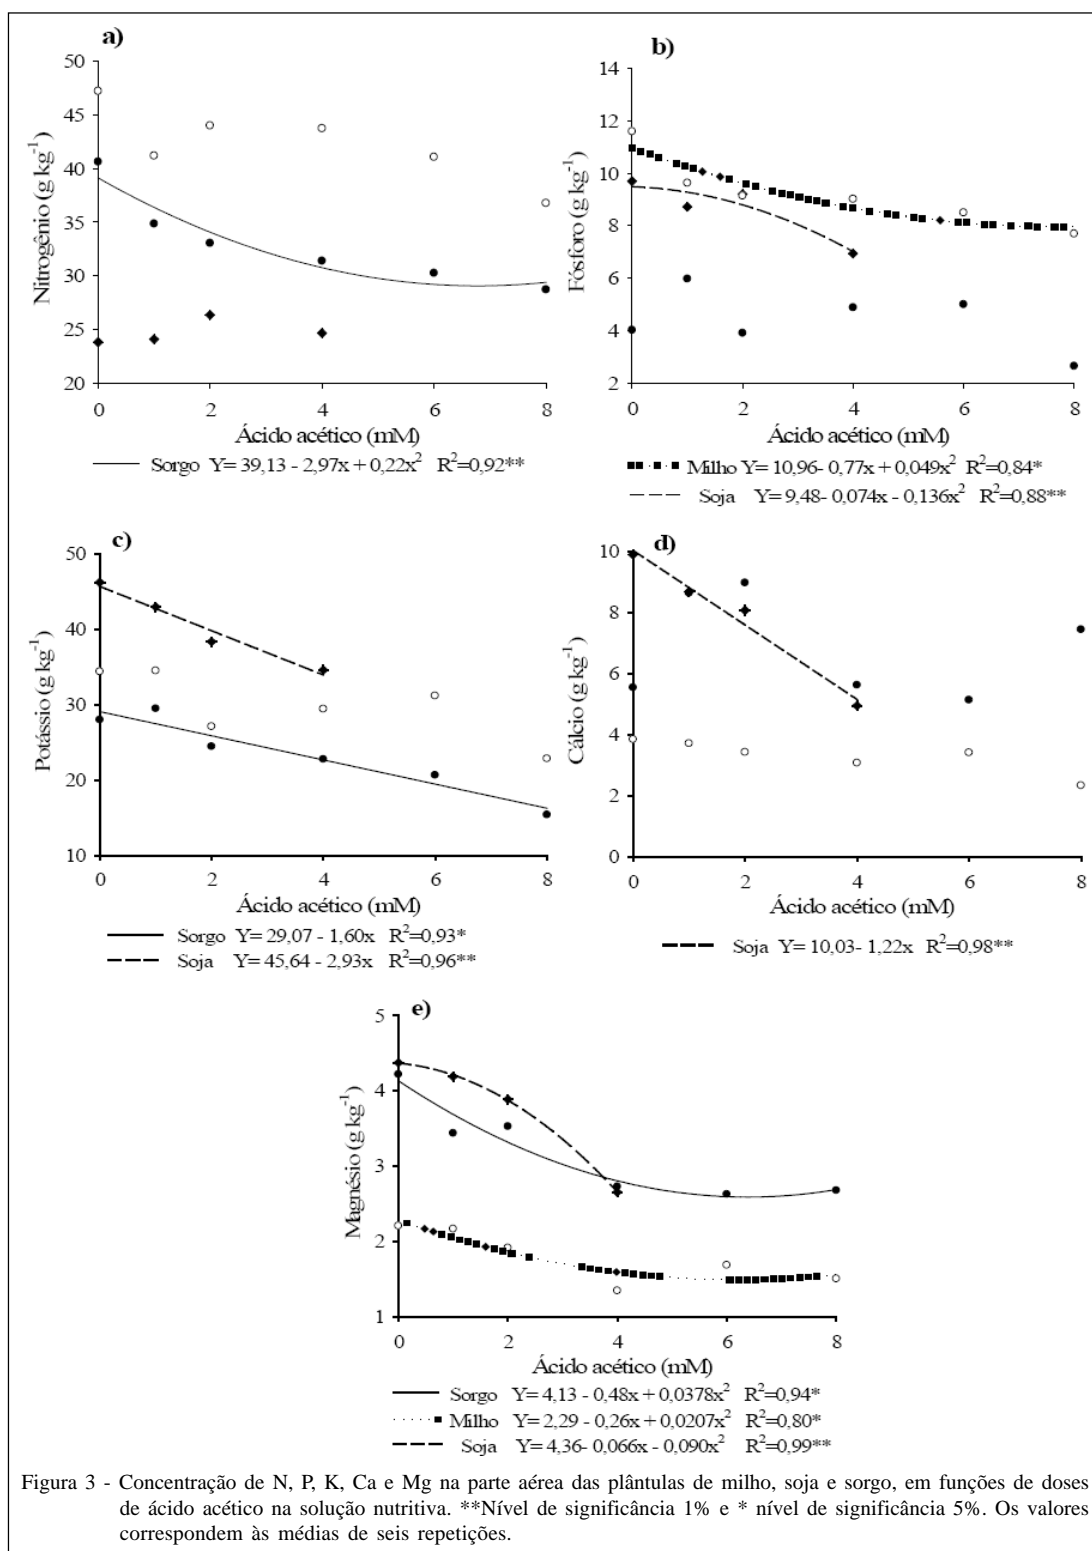 a)
50
45
40
35
30
25
20
Nitrogênio (g kg⁻¹)
0 2 4 6 8
Ácido acético (mM)
Sorgo Y= 39,13 - 2,97x + 0,22x² R²=0,92**
b)
14
12
10
8
6
4
2
Fósforo (g kg⁻¹)
0 2 4 6 8
Ácido acético (mM)
Milho Y= 10,96- 0,77x + 0,049x² R²=0,84*
Soja Y= 9,48- 0,074x - 0,136x² R²=0,88**
c)
50
40
30
20
10
Potássio (g kg⁻¹)
0 2 4 6 8
Ácido acético (mM)
Sorgo Y= 29,07 - 1,60x R²=0,93*
Soja Y= 45,64 - 2,93x R²=0,96**
d)
10
8
6
4
2
0
Cálcio (g kg⁻¹)
0 2 4 6 8
Ácido acético (mM)
Soja Y= 10,03- 1,22x R²=0,98**
e)
5
4
3
2
1
Magnésio (g kg⁻¹)
0 2 4 6 8
Ácido acético (mM)
Sorgo Y= 4,13 - 0,48x + 0,0378x² R²=0,94*
Milho Y= 2,29 - 0,26x + 0,0207x² R²=0,80*
Soja Y= 4,36- 0,066x - 0,090x² R²=0,99**
Figura 3 - Concentração de N, P, K, Ca e Mg na parte aérea das plântulas de milho, soja e sorgo, em funções de doses
de ácido acético na solução nutritiva. **Nível de significância 1% e * nível de significância 5%. Os valores
correspondem às médias de seis repetições.